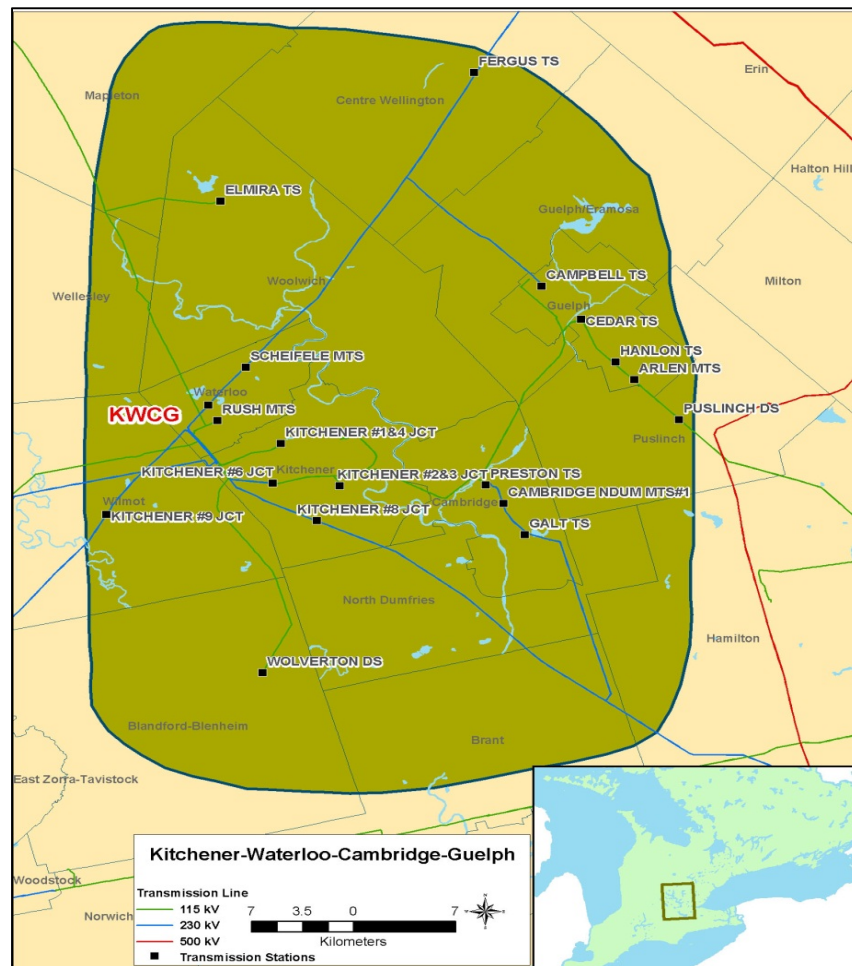 FERGUS TS
Erin
Mapleton
Centre Wellington
Halton Hill
ELMIRA TS
Guelph/Eramosa
Woolwich
CAMPBELL TS
Milton
Wellesley
Guelph
CEDAR TS
SCHEIFELE MTS
HANLON TS
ARLEN MTS
Waterloo
KWCG
RUSH MTS
PUSLINCH DS
KITCHENER #1&4 JCT
Puslinch
KITCHENER #6 JCT
Kitchener
KITCHENER #2&3 JCT
PRESTON TS
Wilmot
Cambridge
CAMBRIDGE NDUM MTS#1
KITCHENER #9 JCT
KITCHENER #8 JCT
GALT TS
North Dumfries
Hamilton
WOLVERTON DS
Blandford-Blenheim
Brant
East Zorra-Tavistock
Woodstock
Norwich
Kitchener-Waterloo-Cambridge-Guelph
Transmission Line
115 kV
230 kV
500 kV
Transmission Stations
7 3.5 0 7
Kilometers